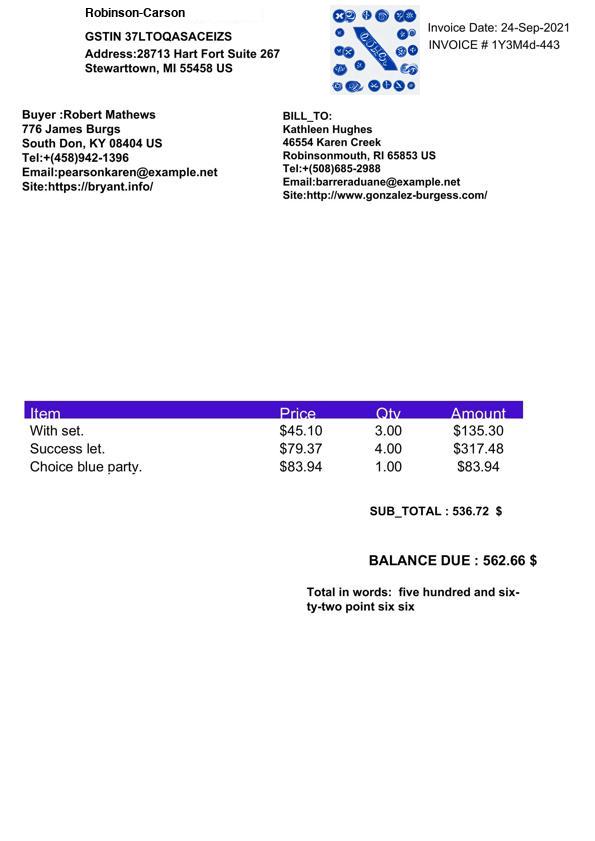 Robinson-Carson
GSTIN 37LTOQASACEIZS
Address:28713 Hart Fort Suite 267
Stewarttown, MI 55458 US
Invoice Date: 24-Sep-2021
INVOICE # 1Y3M4d-443
Buyer :Robert Mathews
776 James Burgs
South Don, KY 08404 US
Tel:+(458)942-1396
Email:pearsonkaren@example.net
Site:https://bryant.info/
BILL_TO:
Kathleen Hughes
46554 Karen Creek
Robinsonmouth, RI 65853 US
Tel:+(508)685-2988
Email:barreraduane@example.net
Site:http://www.gonzalez-burgess.com/
Item Price Qty Amount
With set. $45.10 3.00 $135.30
Success let. $79.37 4.00 $317.48
Choice blue party. $83.94 1.00 $83.94
SUB_TOTAL : 536.72 $
BALANCE DUE : 562.66 $
Total in words: five hundred and six-
ty-two point six six